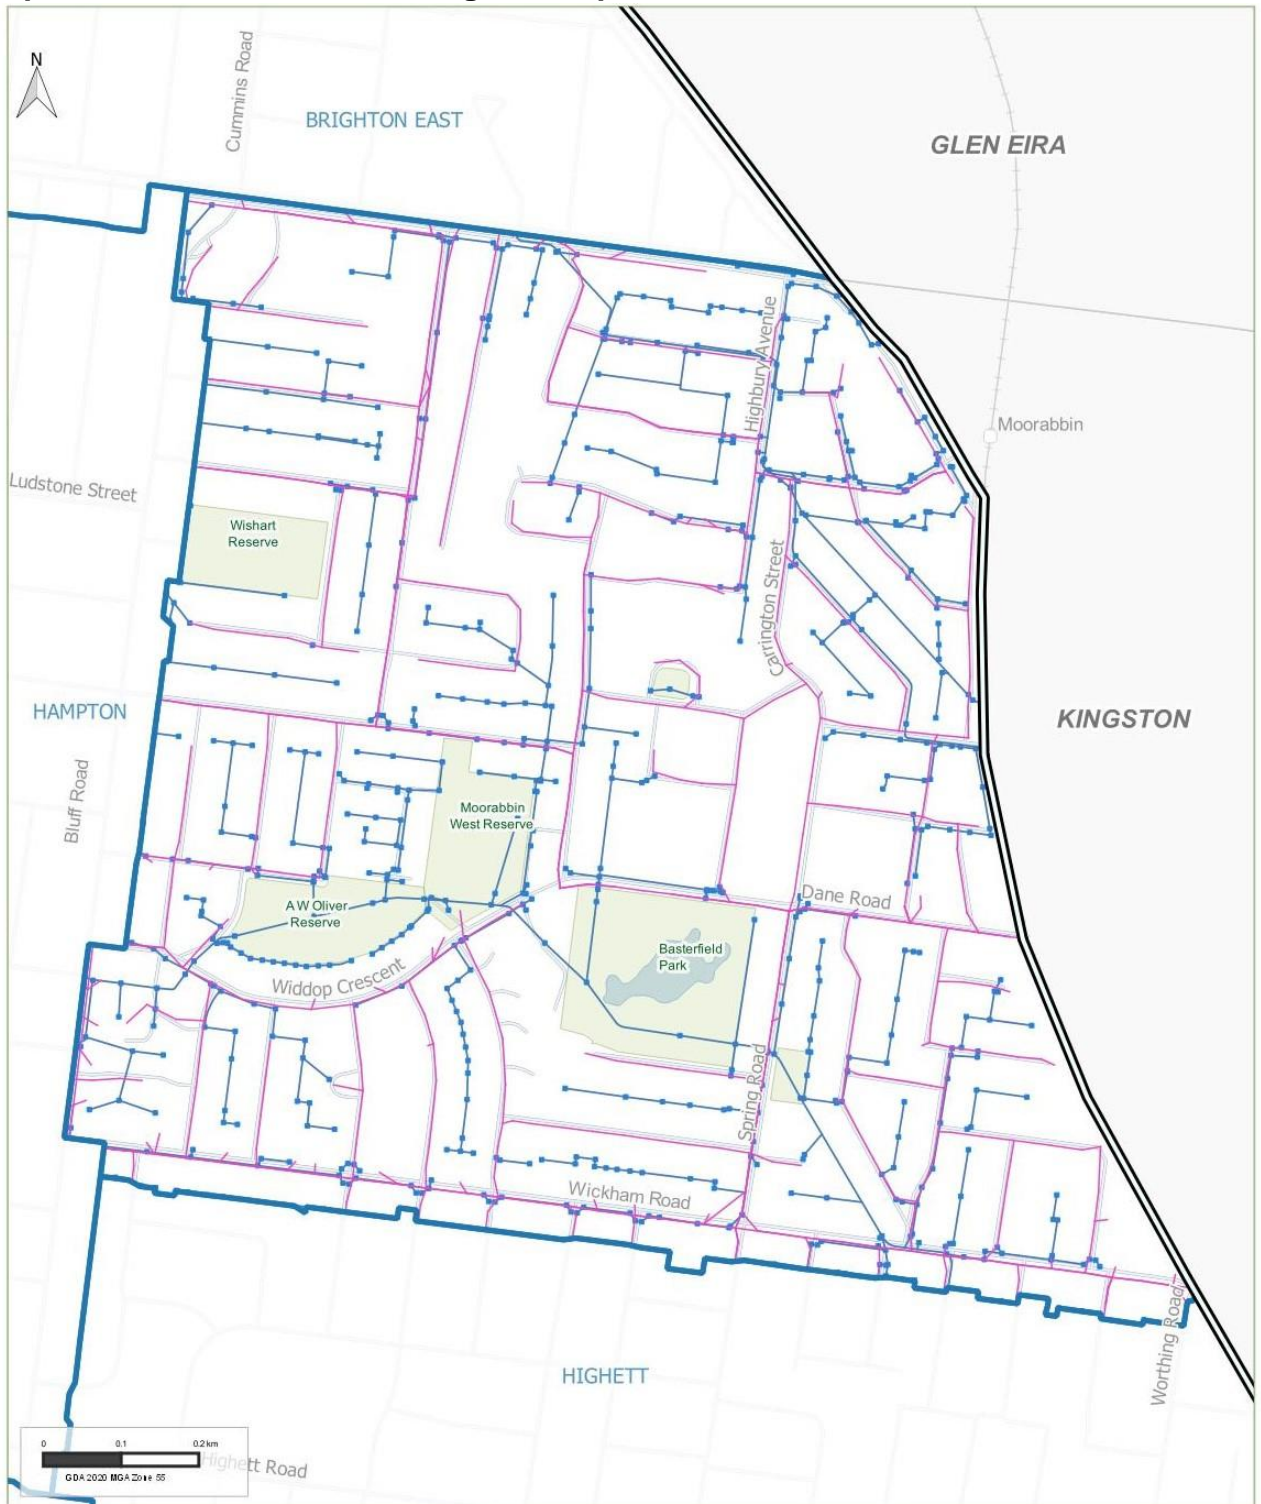 N
Cummins Road
BRIGHTON EAST
GLEN EIRA
Highbury Avenue
Moorabbin
Ludstone Street
Wishart
Reserve
Carrington Street
HAMPTON
KINGSTON
Bluff Road
Moorabbin
West Reserve
Dane Road
A W Oliver
Reserve
Basterfield
Park
Widdop Crescent
Spring Road
Wickham Road
Worthing Road
HIGHETT
0 0.1 0.2 km
GDA 2020 MGA Zone 55
Highett Road